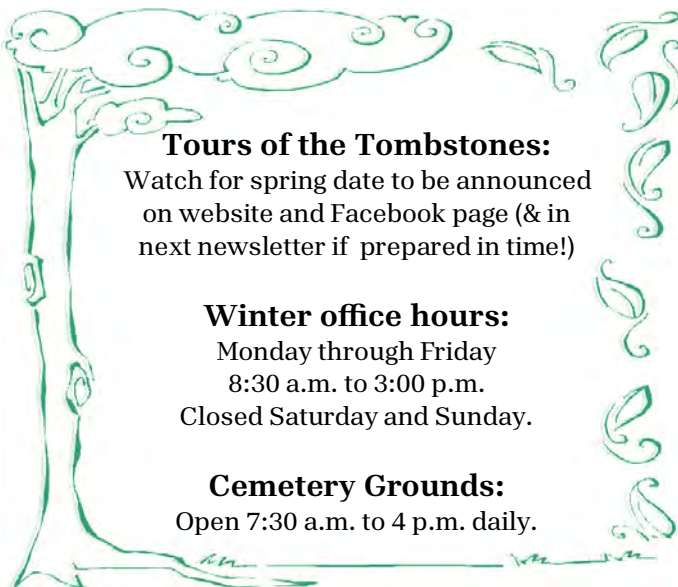 Tours of the Tombstones:
Watch for spring date to be announced
on website and Facebook page (& in
next newsletter if prepared in time!)
Winter office hours:
Monday through Friday
8:30 a.m. to 3:00 p.m.
Closed Saturday and Sunday.
Cemetery Grounds:
Open 7:30 a.m. to 4 p.m. daily.